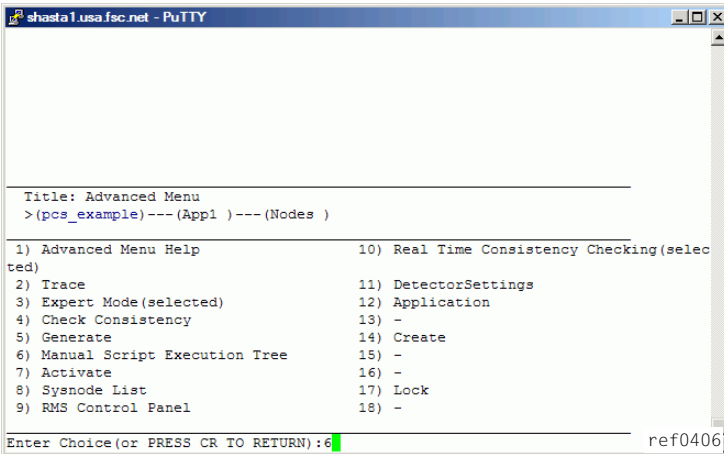 shasta1.usa.fsc.net - PuTTY
Title: Advanced Menu
>(pcs_example)---(App1 )---(Nodes )
1) Advanced Menu Help 10) Real Time Consistency Checking(selec
ted)
2) Trace 11) DetectorSettings
3) Expert Mode(selected) 12) Application
4) Check Consistency 13) -
5) Generate 14) Create
6) Manual Script Execution Tree 15) -
7) Activate 16) -
8) Sysnode List 17) Lock
9) RMS Control Panel 18) -
Enter Choice(or PRESS CR TO RETURN):6
ref0406